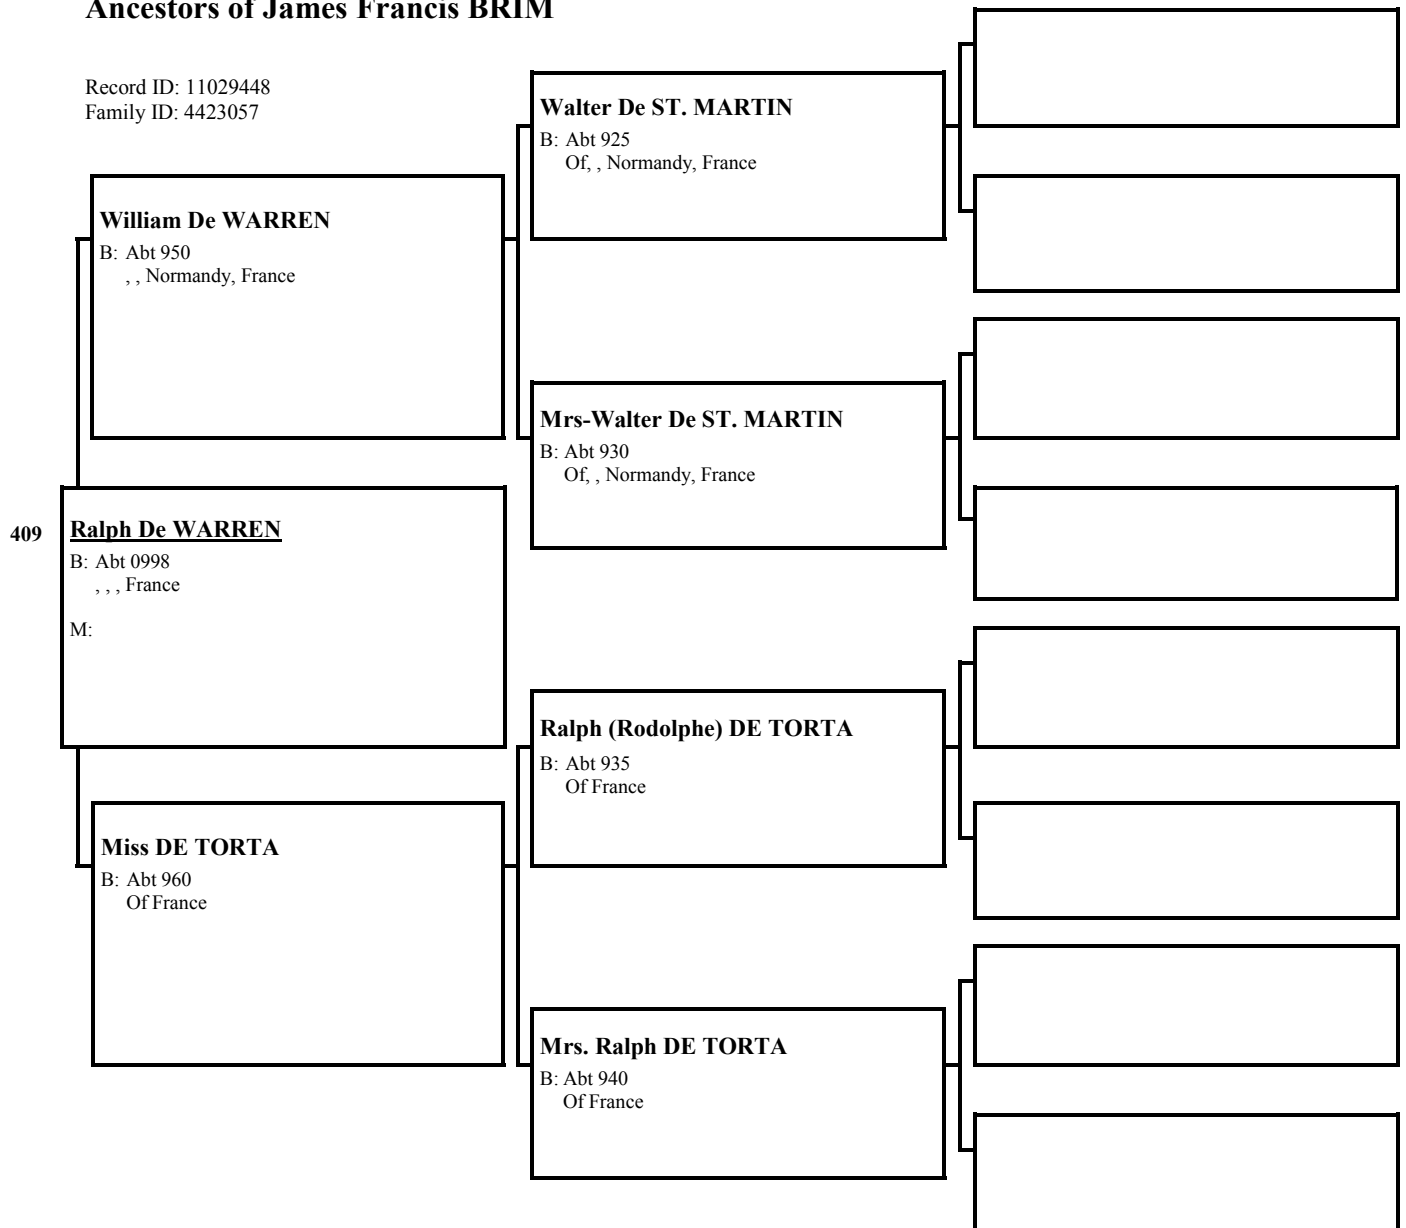 Ancestors of James Francis BRIM
Record ID: 11029448
Family ID: 4423057
Walter De ST. MARTIN
B: Abt 925
Of, , Normandy, France
William De WARREN
B: Abt 950
, , Normandy, France
Mrs-Walter De ST. MARTIN
B: Abt 930
Of, , Normandy, France
409
Ralph De WARREN
B: Abt 0998
, , , France
M:
Ralph (Rodolphe) DE TORTA
B: Abt 935
Of France
Miss DE TORTA
B: Abt 960
Of France
Mrs. Ralph DE TORTA
B: Abt 940
Of France